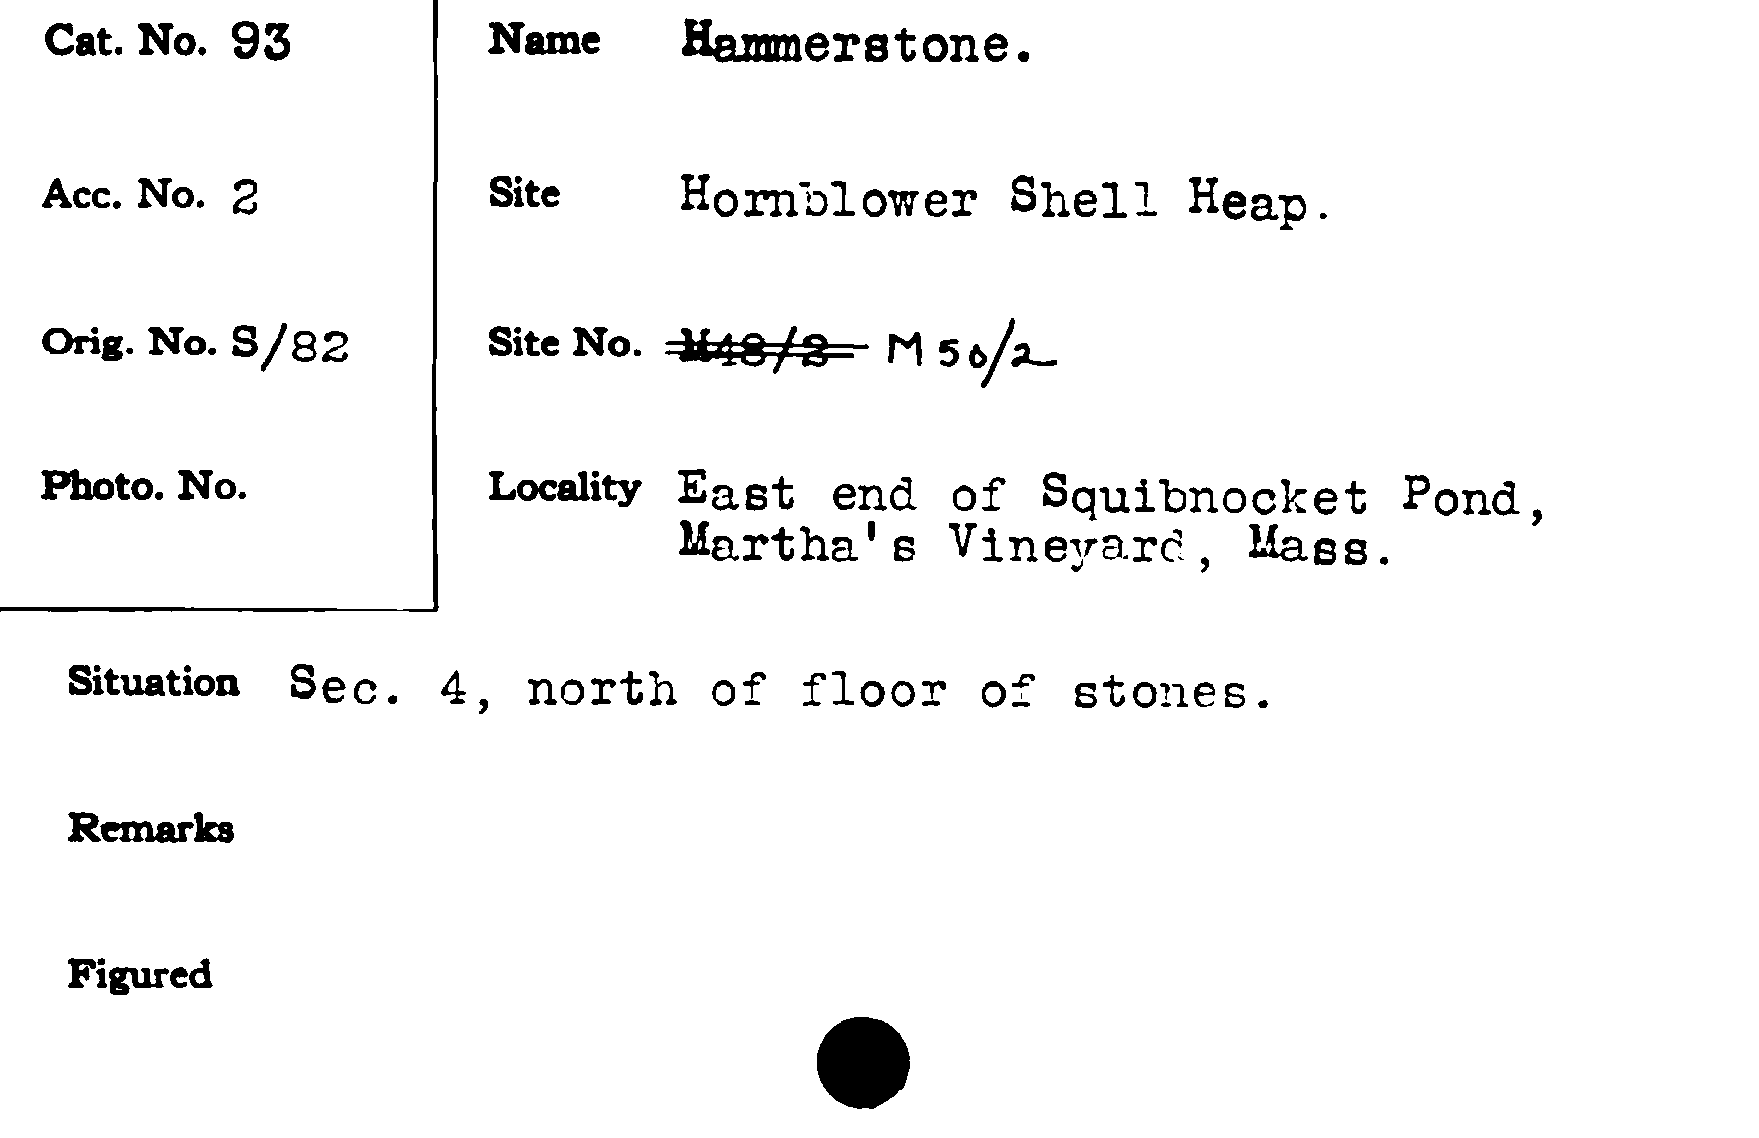 Cat. No. 93
Name Hammerstone.
Acc. No. 2
Site Hornblower Shell Heap.
Orig. No. S/82
Site No. M48/2 M 50/2
Photo. No.
Locality East end of Squibnocket Pond,
Martha's Vineyard, Mass.
Situation Sec. 4, north of floor of stones.
Remarks
Figured